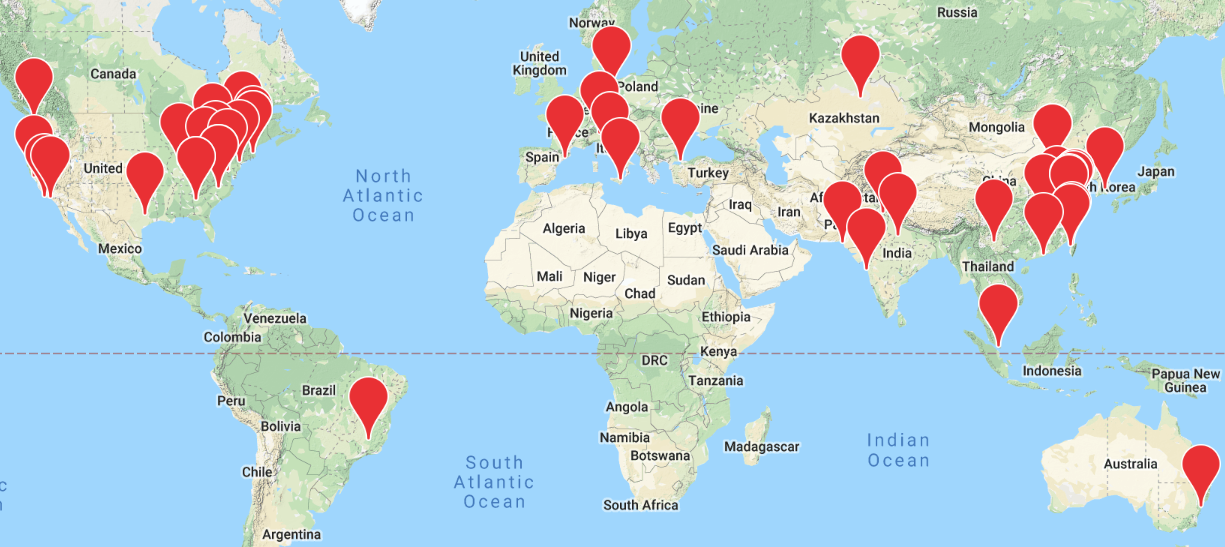 Norway
Russia
United
Kingdom
Canada
Poland
Kazakhstan
Mongolia
Spain
Turkey
Japan
United
North
Atlantic
Ocean
Iraq
Iran
Algeria
Libya
Egypt
Mexico
Saudi Arabia
India
Thailand
Mali
Niger
Sudan
Chad
Nigeria
Ethiopia
Venezuela
Colombia
DRC
Kenya
Indonesia
Papua New
Guinea
Tanzania
Brazil
Peru
Angola
Bolivia
Namibia
Botswana
Madagascar
Indian
Ocean
Australia
Chile
South
Atlantic
Ocean
South Africa
Argentina